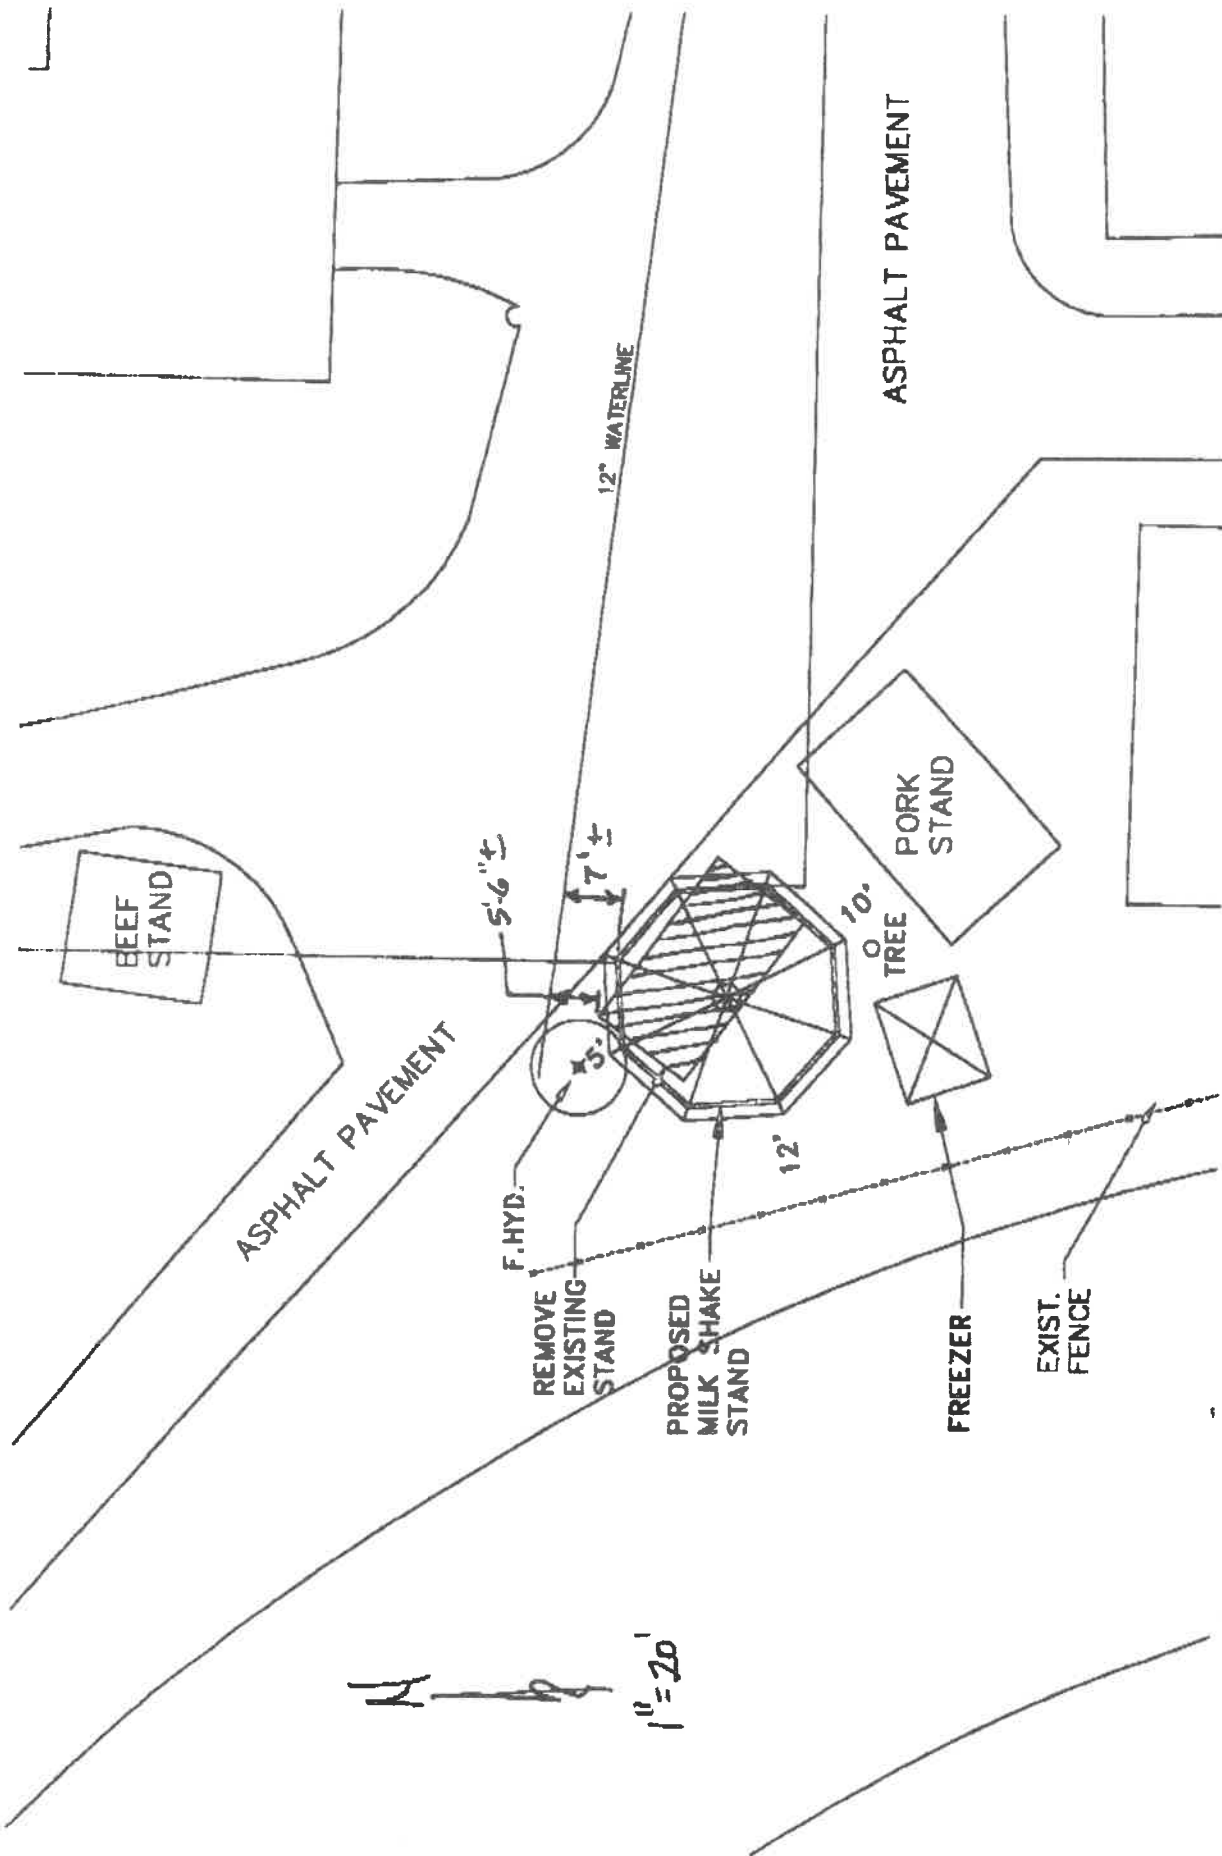 ASPHALT PAVEMENT
12" WATERLINE
BEEF
STAND
5'-6"±
7'±
PORK
STAND
10'
TREE
ASPHALT PAVEMENT
F.HYD.
5'
12'
REMOVE
EXISTING
STAND
PROPOSED
MILK SHAKE
STAND
FREEZER
EXIST.
FENCE
1"=20'